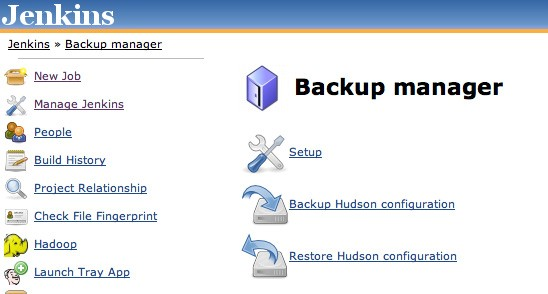 Jenkins
Jenkins » Backup manager
New Job
Manage Jenkins
People
Build History
Project Relationship
Check File Fingerprint
Hadoop
Launch Tray App
Backup manager
Setup
Backup Hudson configuration
Restore Hudson configuration